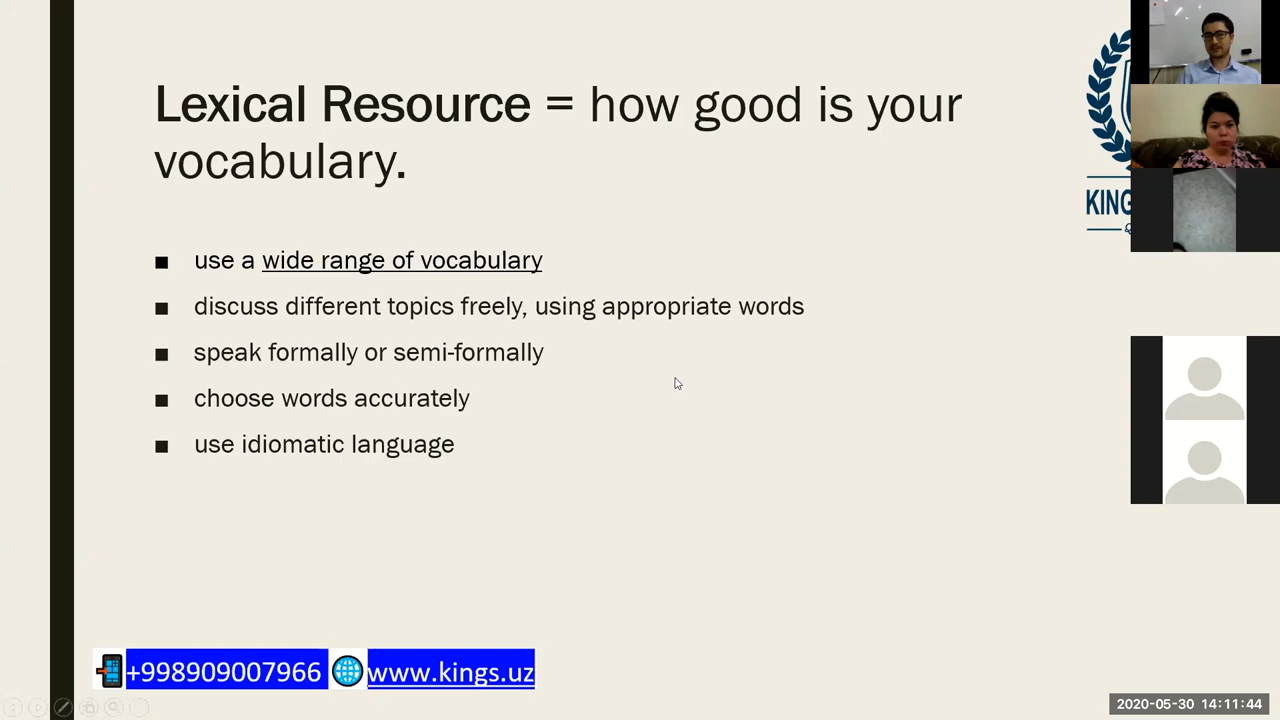 Lexical Resource = how good is your
vocabulary.
KING
■ use a wide range of vocabulary
■ discuss different topics freely, using appropriate words
■ speak formally or semi-formally
■ choose words accurately
■ use idiomatic language
+998909007966 www.kings.uz
2020-05-30 14:11:44